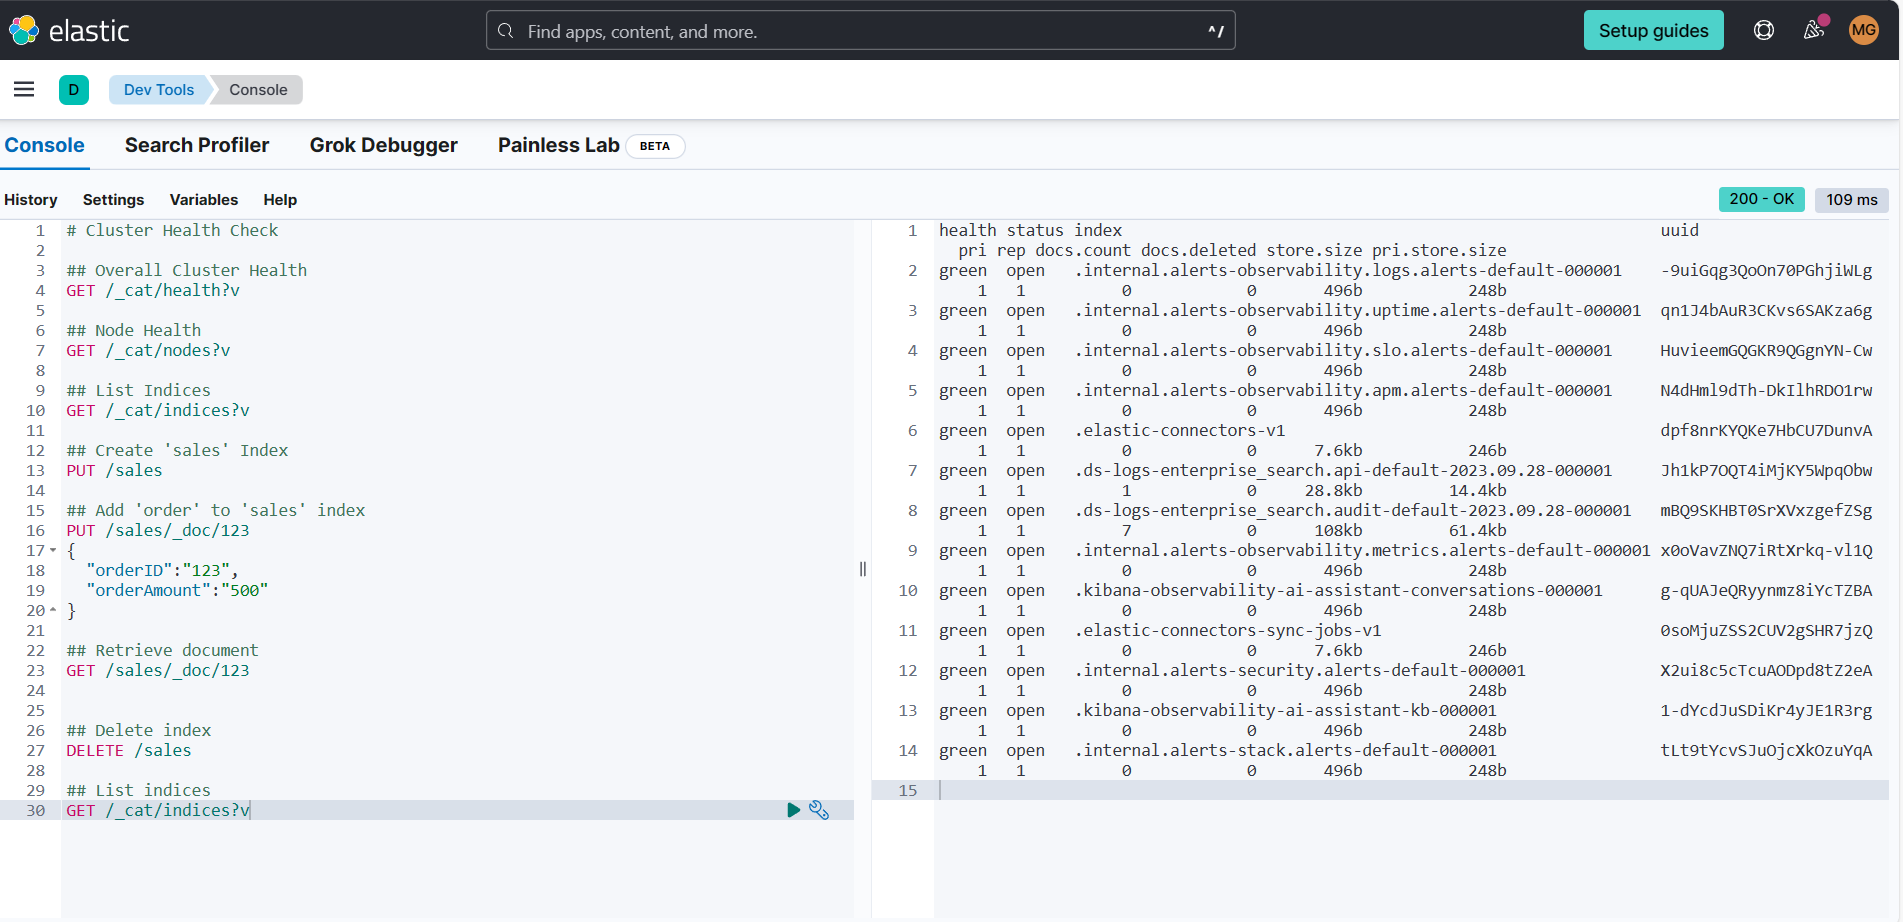 elastic
Find apps, content, and more.
^/
Setup guides
MG
D
Dev Tools
Console
Console
Search Profiler
Grok Debugger
Painless Lab
BETA
History
Settings
Variables
Help
200 - OK
109 ms
1 # Cluster Health Check
2
3 ## Overall Cluster Health
4 GET /_cat/health?v
5
6 ## Node Health
7 GET /_cat/nodes?v
8
9 ## List Indices
10 GET /_cat/indices?v
11
12 ## Create 'sales' Index
13 PUT /sales
14
15 ## Add 'order' to 'sales' index
16 PUT /sales/_doc/123
17 {
18 "orderID":"123",
19 "orderAmount":"500"
20 }
21
22 ## Retrieve document
23 GET /sales/_doc/123
24
25
26 ## Delete index
27 DELETE /sales
28
29 ## List indices
30 GET /_cat/indices?v
1 health status index uuid
pri rep docs.count docs.deleted store.size pri.store.size
2 green open .internal.alerts-observability.logs.alerts-default-000001 -9uiGqg3QoOn70PGhjiWLg
1 1 0 0 496b 248b
3 green open .internal.alerts-observability.uptime.alerts-default-000001 qn1J4bAuR3CKvs6SAKza6g
1 1 0 0 496b 248b
4 green open .internal.alerts-observability.slo.alerts-default-000001 HuvieemGQGKR9QGgnYN-Cw
1 1 0 0 496b 248b
5 green open .internal.alerts-observability.apm.alerts-default-000001 N4dHml9dTh-DkIlhRDO1rw
1 1 0 0 496b 248b
6 green open .elastic-connectors-v1 dpf8nrKYQKe7HbCU7DunvA
1 1 0 0 7.6kb 246b
7 green open .ds-logs-enterprise_search.api-default-2023.09.28-000001 Jh1kP7OQT4iMjKY5WpqObw
1 1 1 0 28.8kb 14.4kb
8 green open .ds-logs-enterprise_search.audit-default-2023.09.28-000001 mBQ9SKHBT0SrXVxzgefZSg
1 1 7 0 108kb 61.4kb
9 green open .internal.alerts-observability.metrics.alerts-default-000001 x0oVavZNQ7iRtXrkq-vl1Q
1 1 0 0 496b 248b
10 green open .kibana-observability-ai-assistant-conversations-000001 g-qUAJeQRyynmz8iYcTZBA
1 1 0 0 496b 248b
11 green open .elastic-connectors-sync-jobs-v1 0soMjuZSS2CUV2gSHR7jzQ
1 1 0 0 7.6kb 246b
12 green open .internal.alerts-security.alerts-default-000001 X2ui8c5cTcuAODpd8tZ2eA
1 1 0 0 496b 248b
13 green open .kibana-observability-ai-assistant-kb-000001 1-dYcdJuSDiKr4yJE1R3rg
1 1 0 0 496b 248b
14 green open .internal.alerts-stack.alerts-default-000001 tLt9tYcvSJuOjcXkOzuYqA
1 1 0 0 496b 248b
15